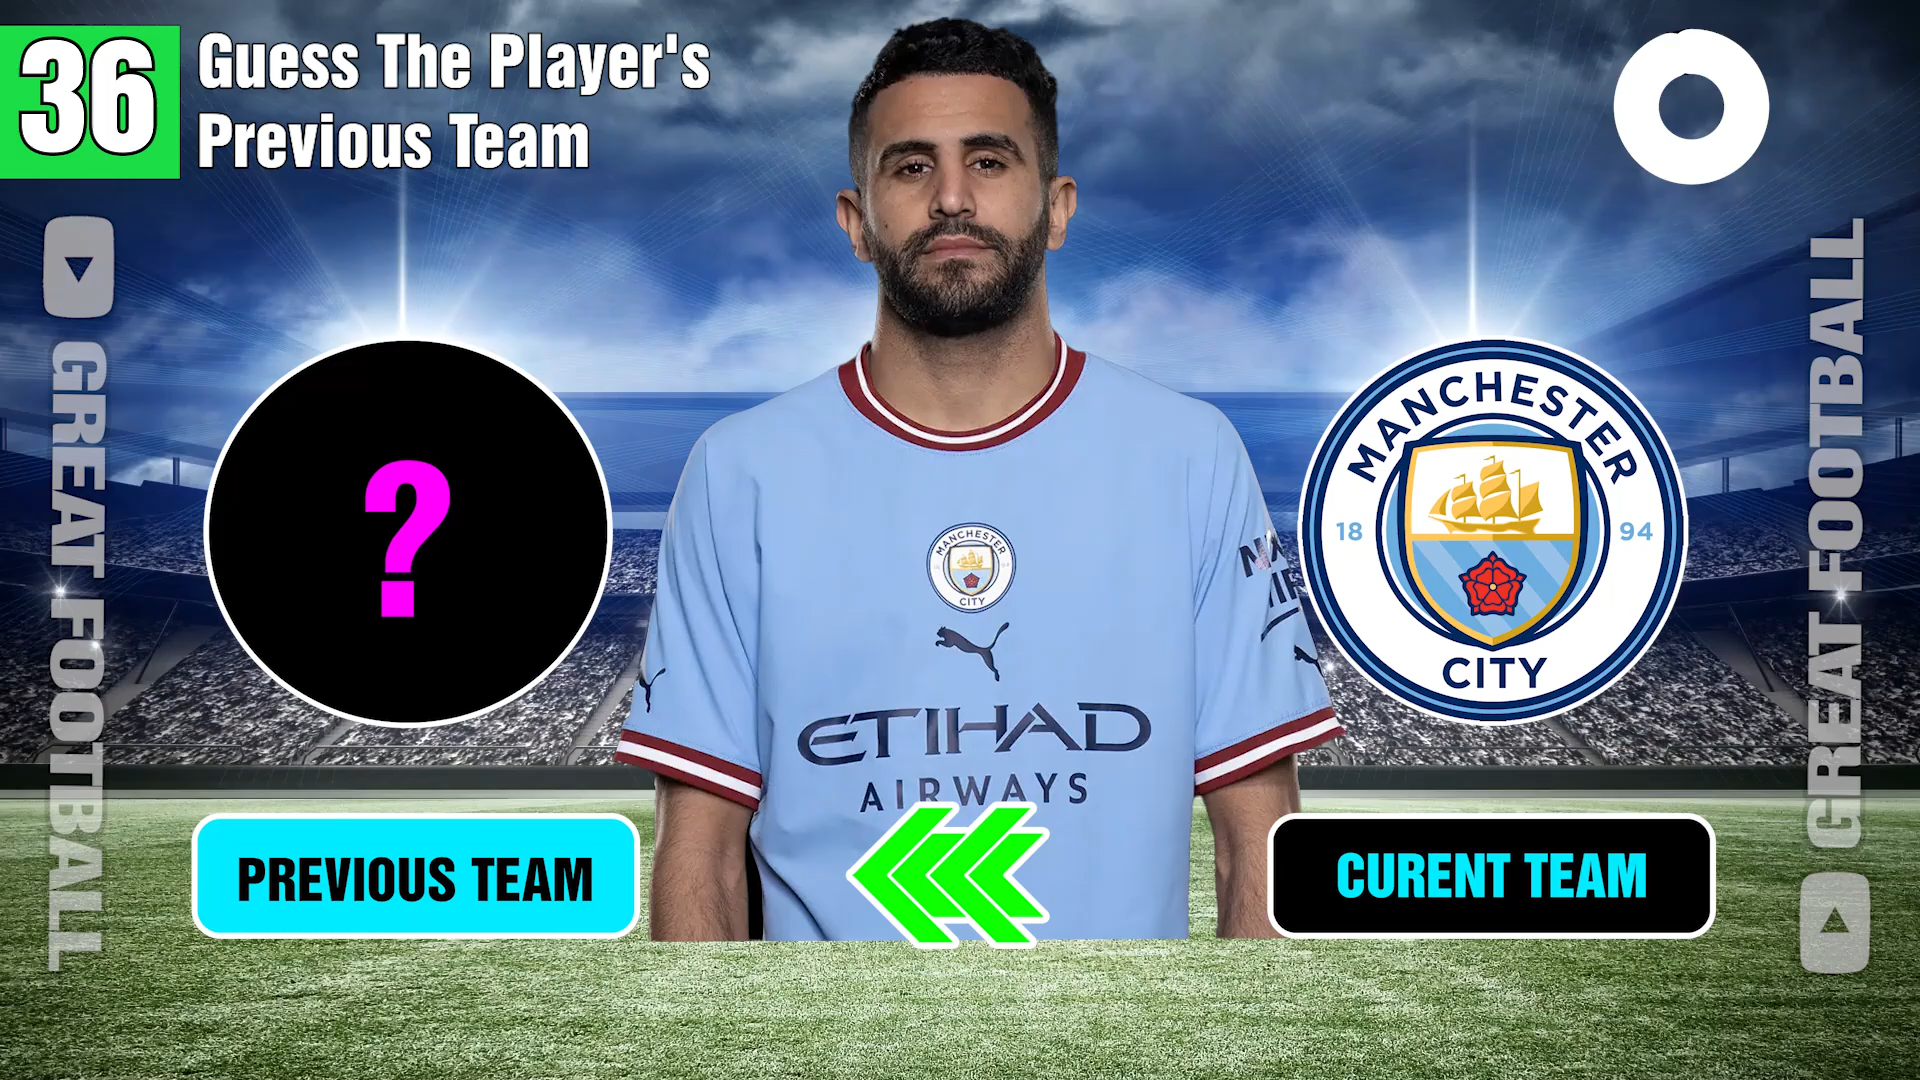 36
Guess The Player's
Previous Team
GREAT FOOTBALL
?
MANCHESTER
18 94
CITY
MANCHESTER
CITY
ETIHAD
AIRWAYS
PREVIOUS TEAM
CURENT TEAM
GREAT FOOTBALL